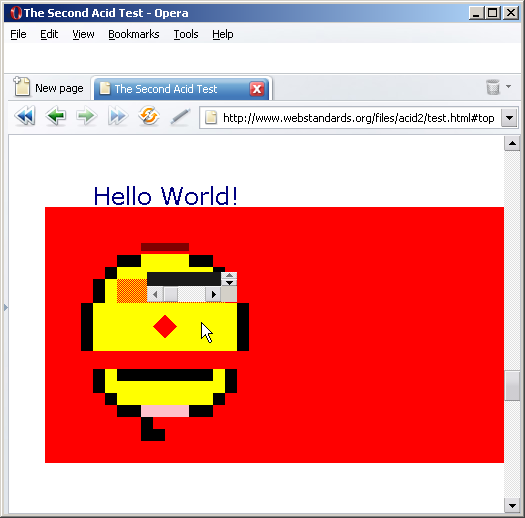 The Second Acid Test - Opera
File Edit View Bookmarks Tools Help
New page The Second Acid Test
http://www.webstandards.org/files/acid2/test.html#top
Hello World!